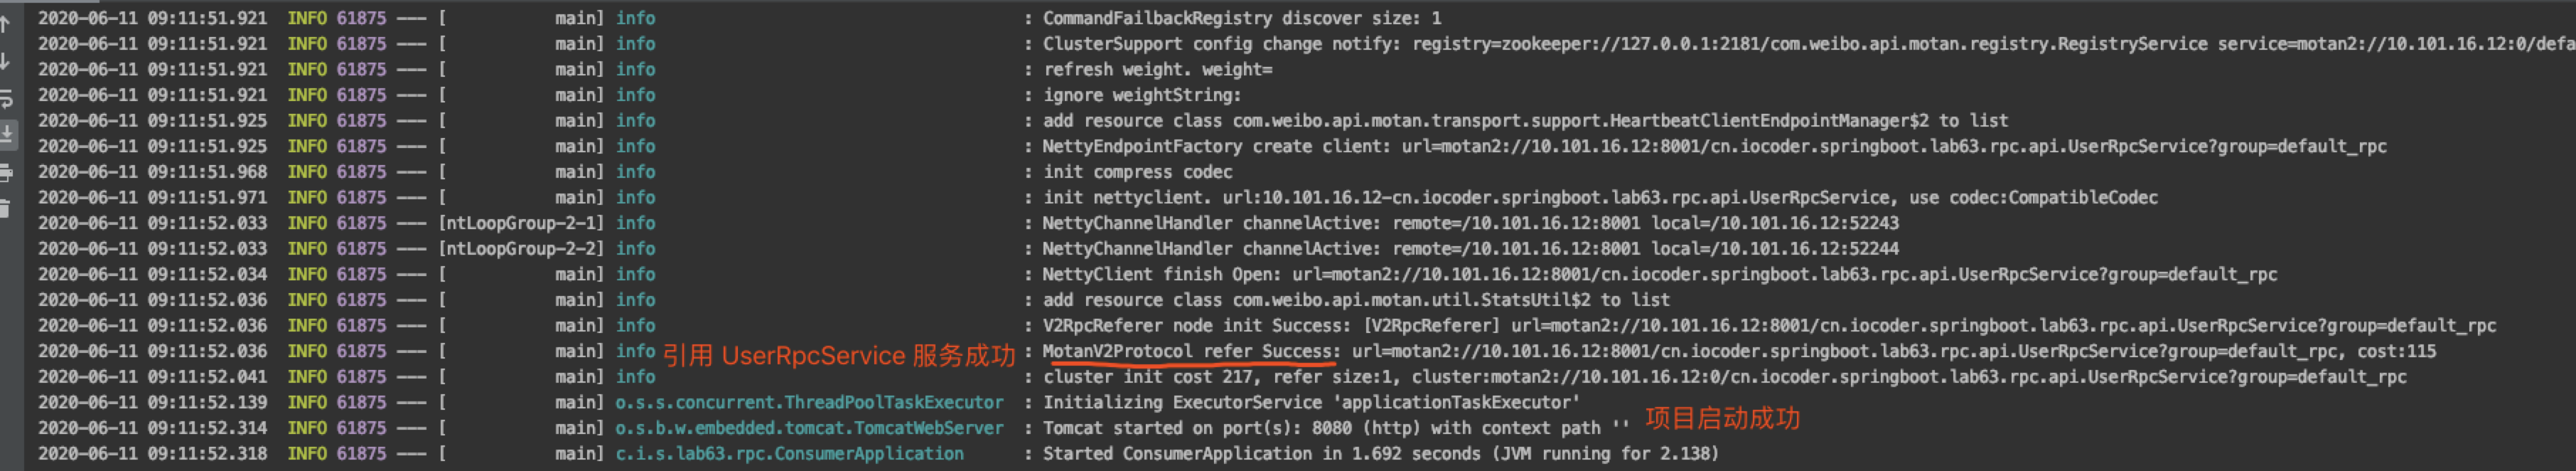 2020-06-11 09:11:51.921  INFO 61875 --- [           main] info                                     : CommandFailbackRegistry discover size: 1
2020-06-11 09:11:51.921  INFO 61875 --- [           main] info                                     : ClusterSupport config change notify: registry=zookeeper://127.0.0.1:2181/com.weibo.api.motan.registry.RegistryService service=motan2://10.101.16.12:0/defa
2020-06-11 09:11:51.921  INFO 61875 --- [           main] info                                     : refresh weight. weight=
2020-06-11 09:11:51.921  INFO 61875 --- [           main] info                                     : ignore weightString:
2020-06-11 09:11:51.925  INFO 61875 --- [           main] info                                     : add resource class com.weibo.api.motan.transport.support.HeartbeatClientEndpointManager$2 to list
2020-06-11 09:11:51.925  INFO 61875 --- [           main] info                                     : NettyEndpointFactory create client: url=motan2://10.101.16.12:8001/cn.iocoder.springboot.lab63.rpc.api.UserRpcService?group=default_rpc
2020-06-11 09:11:51.968  INFO 61875 --- [           main] info                                     : init compress codec
2020-06-11 09:11:51.971  INFO 61875 --- [           main] info                                     : init nettyclient. url:10.101.16.12-cn.iocoder.springboot.lab63.rpc.api.UserRpcService, use codec:CompatibleCodec
2020-06-11 09:11:52.033  INFO 61875 --- [ntLoopGroup-2-1] info                                     : NettyChannelHandler channelActive: remote=/10.101.16.12:8001 local=/10.101.16.12:52243
2020-06-11 09:11:52.033  INFO 61875 --- [ntLoopGroup-2-2] info                                     : NettyChannelHandler channelActive: remote=/10.101.16.12:8001 local=/10.101.16.12:52244
2020-06-11 09:11:52.034  INFO 61875 --- [           main] info                                     : NettyClient finish Open: url=motan2://10.101.16.12:8001/cn.iocoder.springboot.lab63.rpc.api.UserRpcService?group=default_rpc
2020-06-11 09:11:52.036  INFO 61875 --- [           main] info                                     : add resource class com.weibo.api.motan.util.StatsUtil$2 to list
2020-06-11 09:11:52.036  INFO 61875 --- [           main] info                                     : V2RpcReferer node init Success: [V2RpcReferer] url=motan2://10.101.16.12:8001/cn.iocoder.springboot.lab63.rpc.api.UserRpcService?group=default_rpc
2020-06-11 09:11:52.036  INFO 61875 --- [           main] info 引用 UserRpcService 服务成功 : MotanV2Protocol refer Success: url=motan2://10.101.16.12:8001/cn.iocoder.springboot.lab63.rpc.api.UserRpcService?group=default_rpc, cost:115
2020-06-11 09:11:52.041  INFO 61875 --- [           main] info                                     : cluster init cost 217, refer size:1, cluster:motan2://10.101.16.12:0/cn.iocoder.springboot.lab63.rpc.api.UserRpcService?group=default_rpc
2020-06-11 09:11:52.139  INFO 61875 --- [           main] o.s.s.concurrent.ThreadPoolTaskExecutor  : Initializing ExecutorService 'applicationTaskExecutor'
2020-06-11 09:11:52.314  INFO 61875 --- [           main] o.s.b.w.embedded.tomcat.TomcatWebServer  : Tomcat started on port(s): 8080 (http) with context path '' 项目启动成功
2020-06-11 09:11:52.318  INFO 61875 --- [           main] c.i.s.lab63.rpc.ConsumerApplication      : Started ConsumerApplication in 1.692 seconds (JVM running for 2.138)